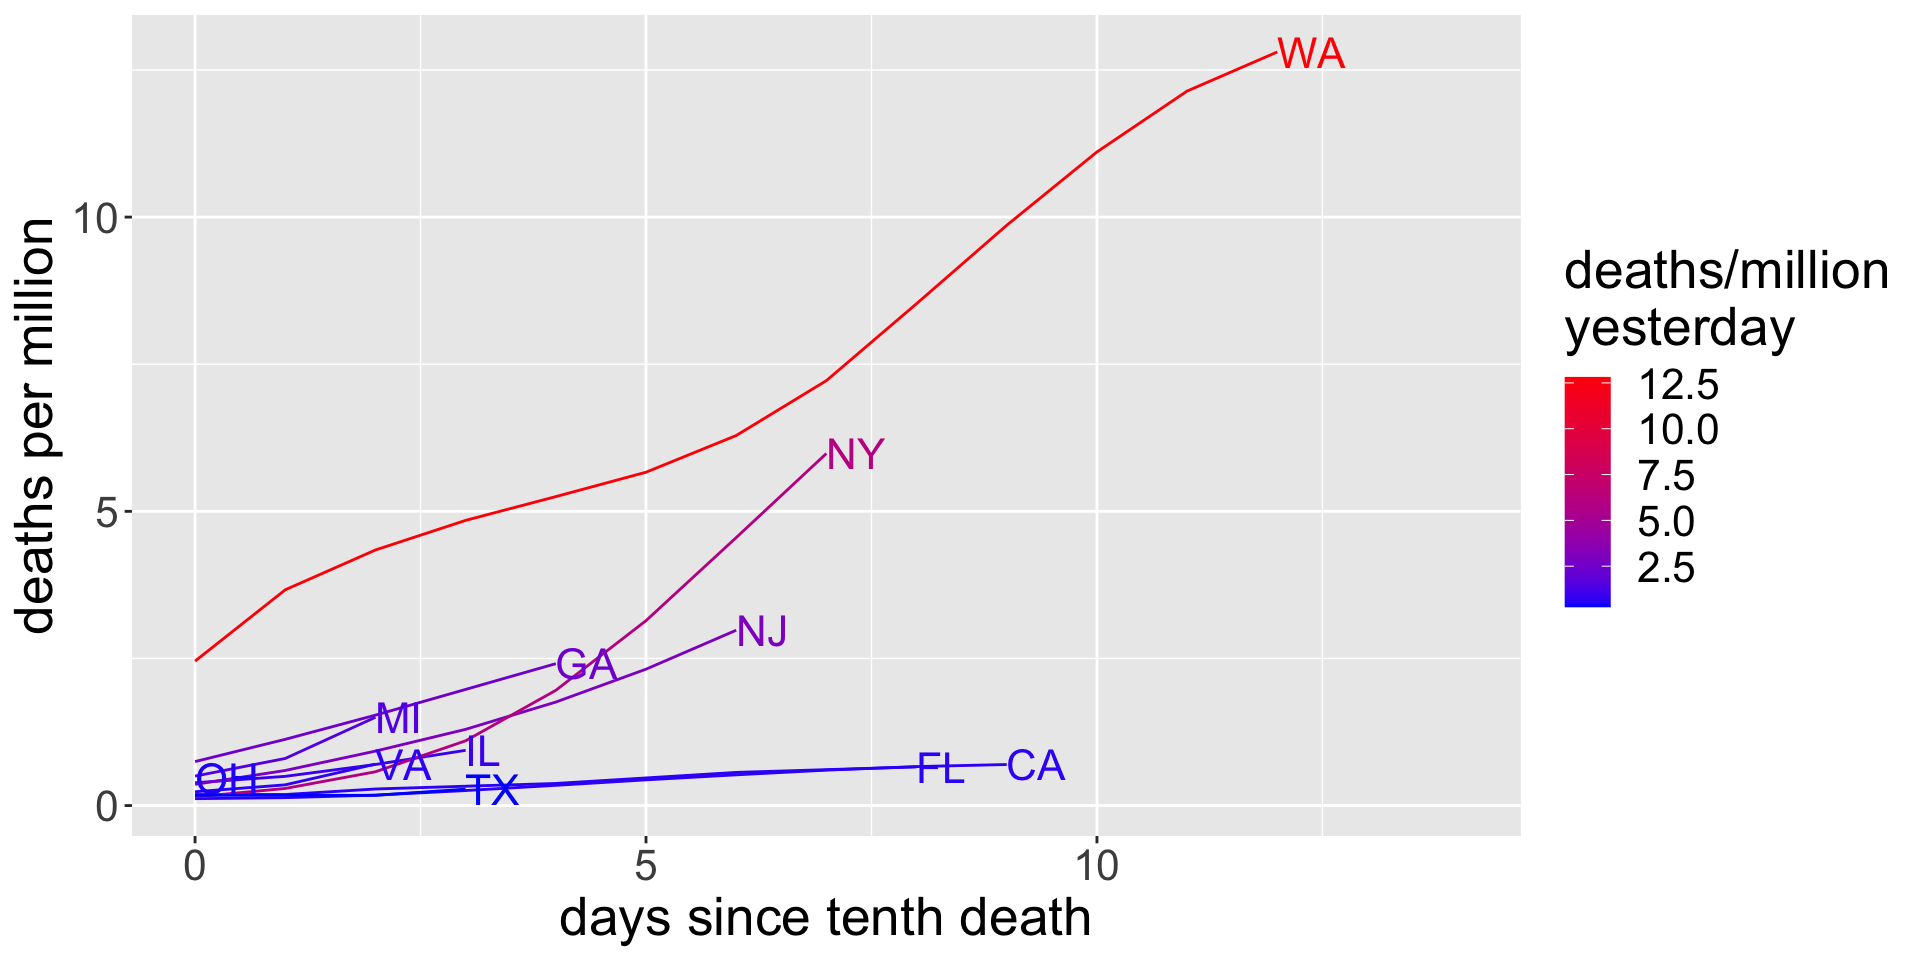 WA
10
deaths per million
NY
5
NJ
GA
MI
IL
VA
OH
TX
FL
CA
0
0
5
10
days since tenth death
deaths/million
yesterday
12.5
10.0
7.5
5.0
2.5